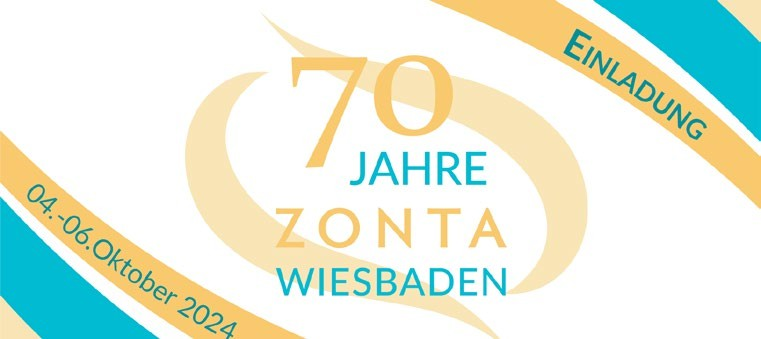 EINLADUNG
70
JAHRE
ZONTA
WIESBADEN
04.-06.Oktober 2024